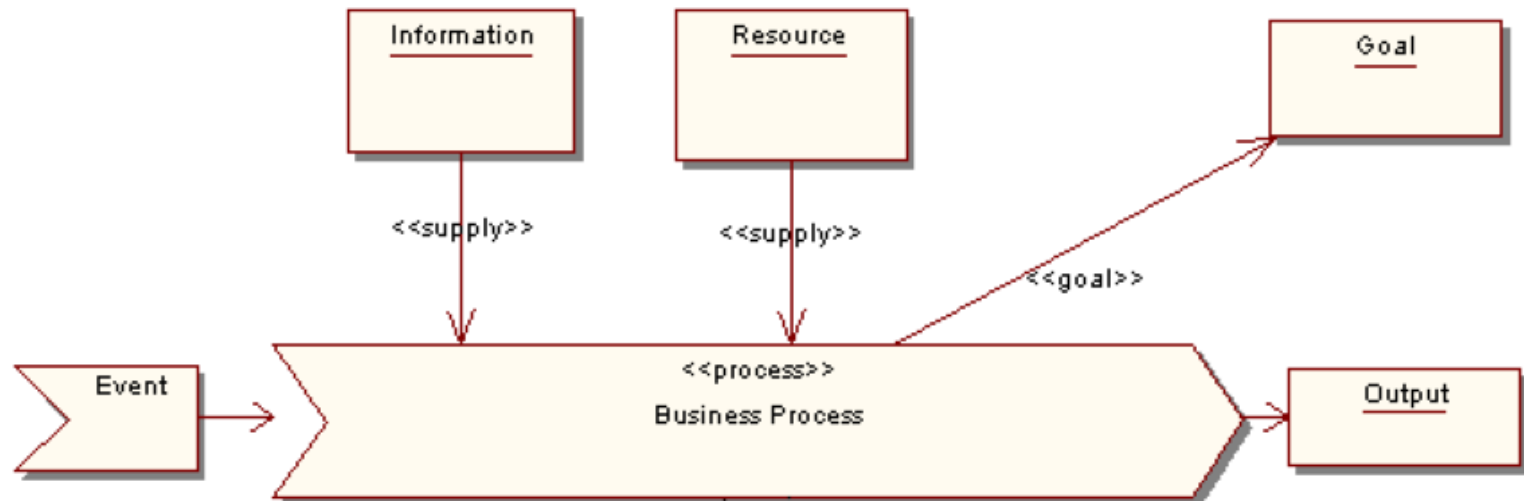 Information
Resource
Goal
<<supply>>
<<supply>>
<<goal>>
Event
<<process>>
Business Process
Output